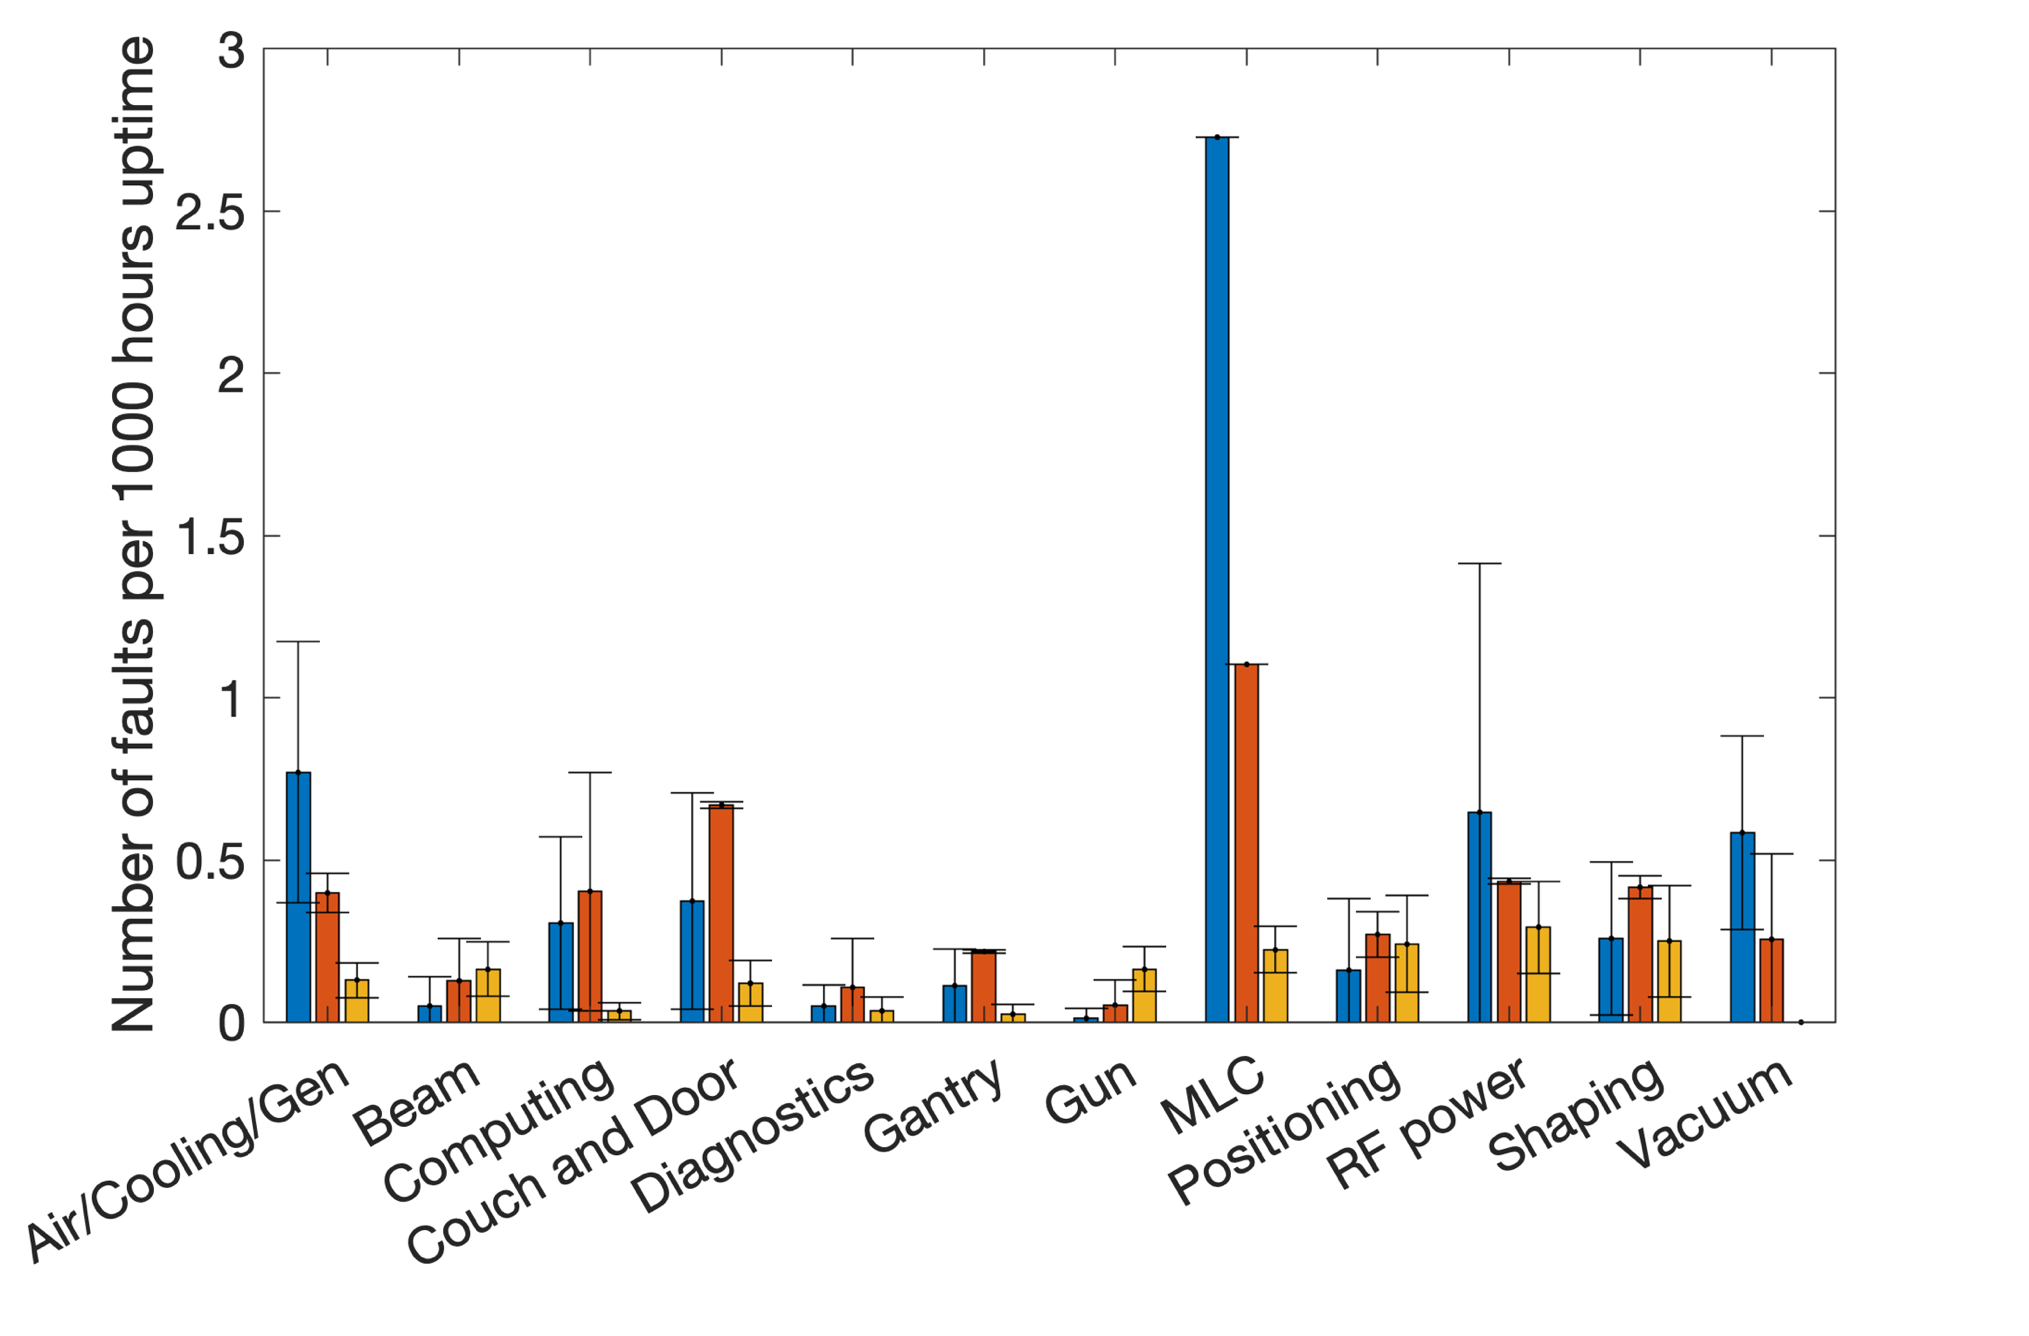 Number of faults per 1000 hours uptime
3
2.5
2
1.5
1
0.5
0
Air/Cooling/Gen
Beam
Computing
Couch and Door
Diagnostics
Gantry
Gun
MLC
Positioning
RF power
Shaping
Vacuum